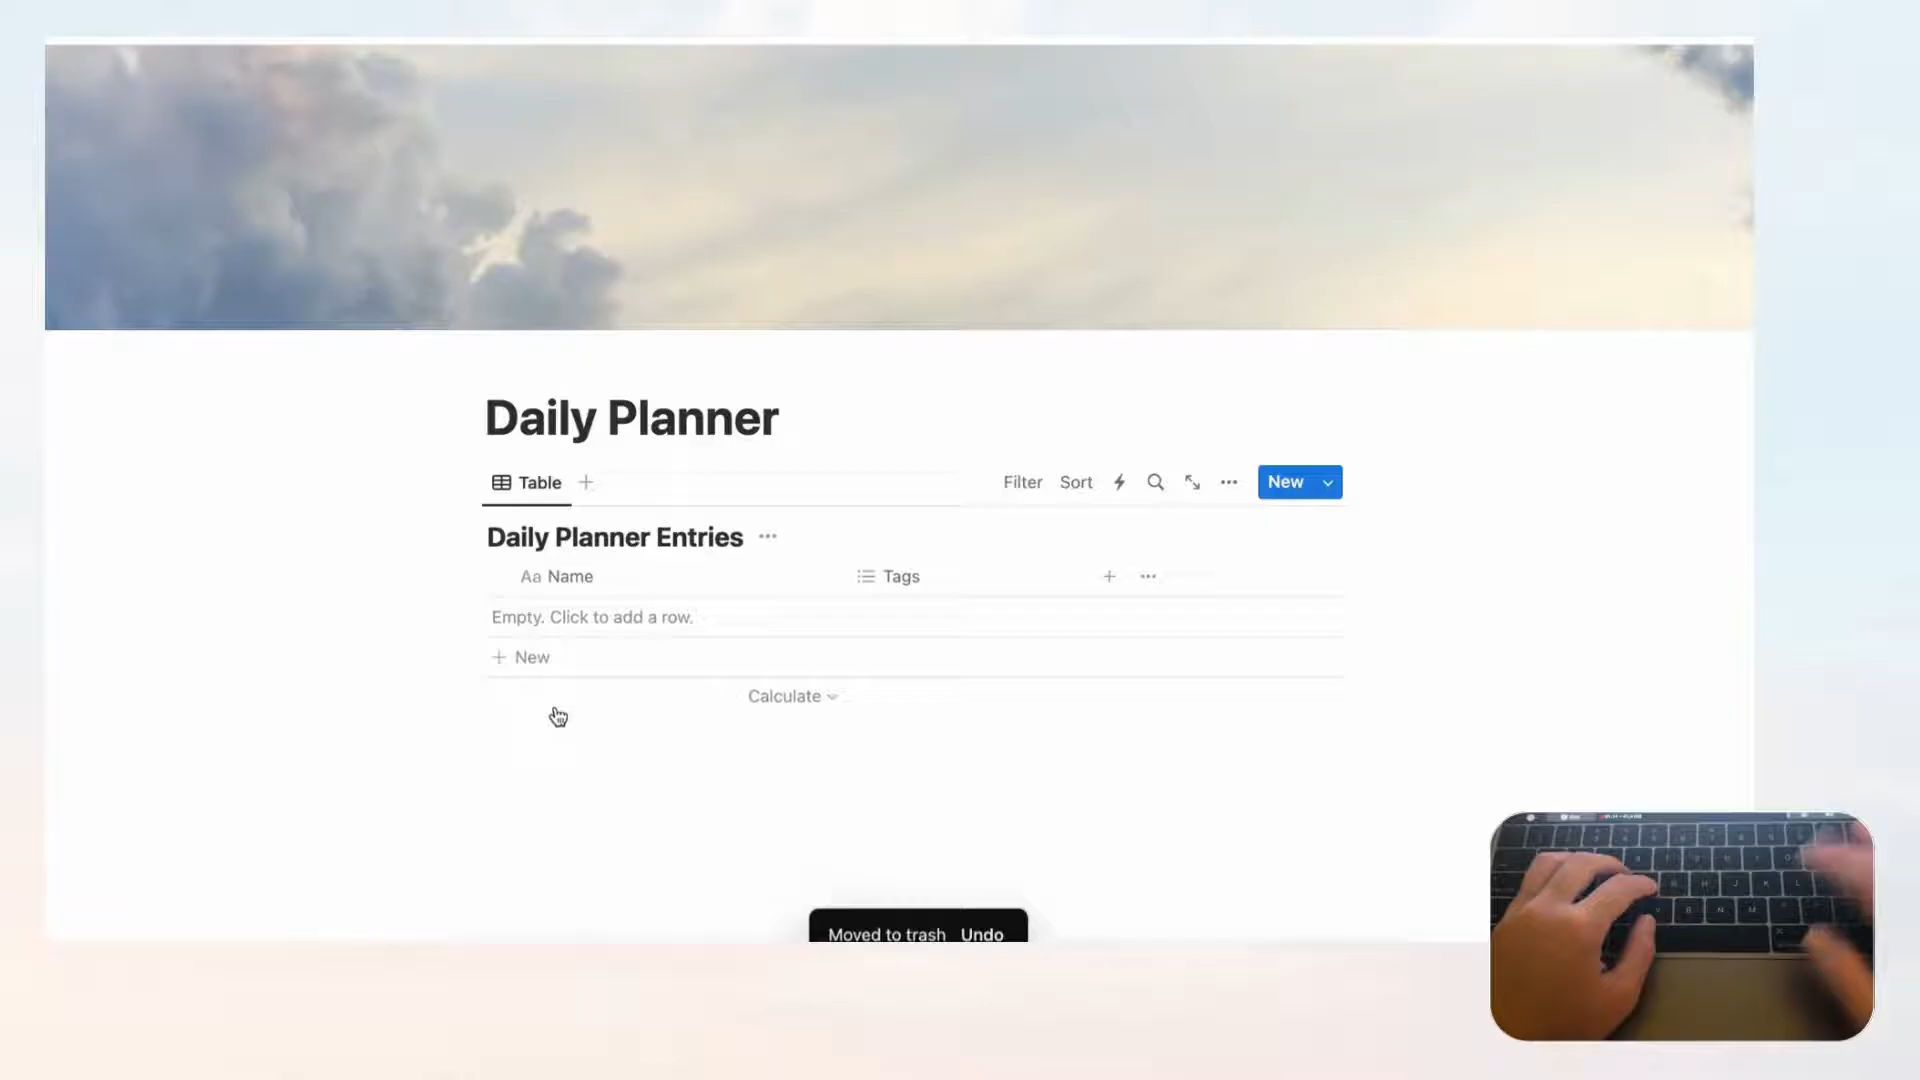 Daily Planner
Table
Filter Sort New
Daily Planner Entries
Aa Name Tags
Empty. Click to add a row.
New
Calculate
Moved to trash Undo